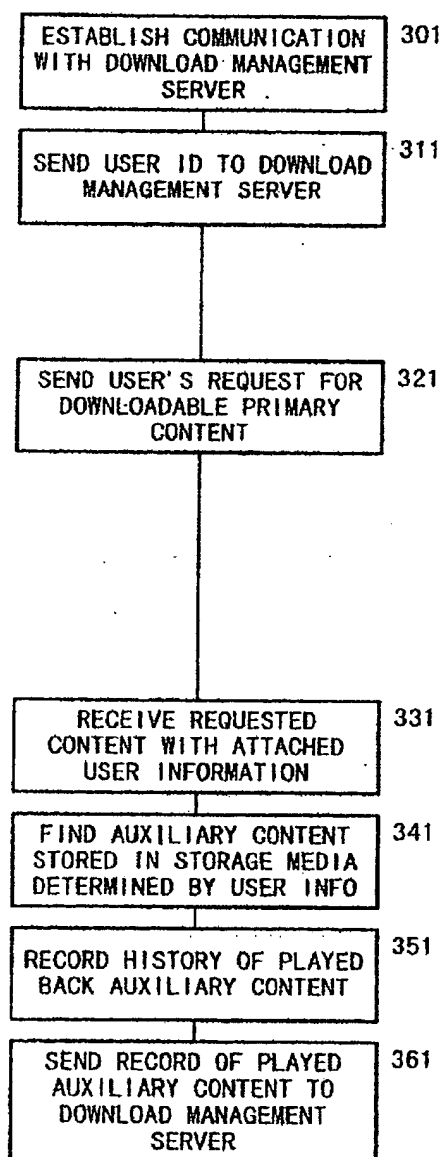 ESTABLISH COMMUNICATION
WITH DOWNLOAD MANAGEMENT
SERVER
301
SEND USER ID TO DOWNLOAD
MANAGEMENT SERVER
311
SEND USER'S REQUEST FOR
DOWNLOADABLE PRIMARY
CONTENT
321
RECEIVE REQUESTED
CONTENT WITH ATTACHED
USER INFORMATION
331
FIND AUXILIARY CONTENT
STORED IN STORAGE MEDIA
DETERMINED BY USER INFO
341
RECORD HISTORY OF PLAYED
BACK AUXILIARY CONTENT
351
SEND RECORD OF PLAYED
AUXILIARY CONTENT TO
DOWNLOAD MANAGEMENT
SERVER
361